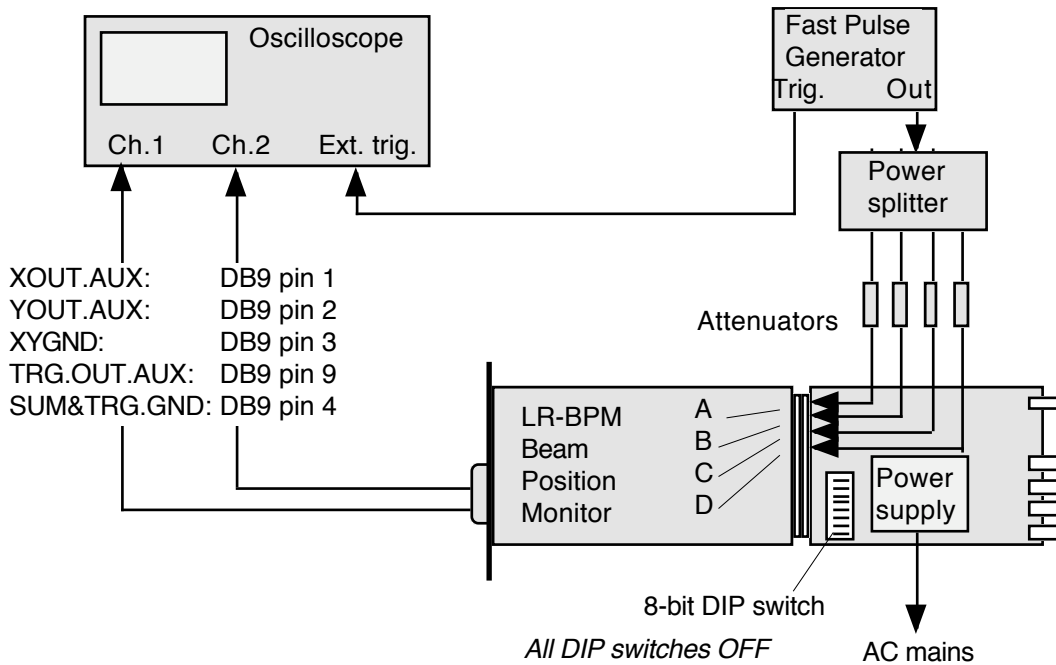 Oscilloscope
Ch.1 Ch.2 Ext. trig.
Fast Pulse
Generator
Trig. Out
Power
splitter
XOUT.AUX: DB9 pin 1
YOUT.AUX: DB9 pin 2
XYGND: DB9 pin 3
TRG.OUT.AUX: DB9 pin 9
SUM&TRG.GND: DB9 pin 4
Attenuators
LR-BPM
Beam
Position
Monitor
A
B
C
D
Power
supply
8-bit DIP switch
All DIP switches OFF
AC mains